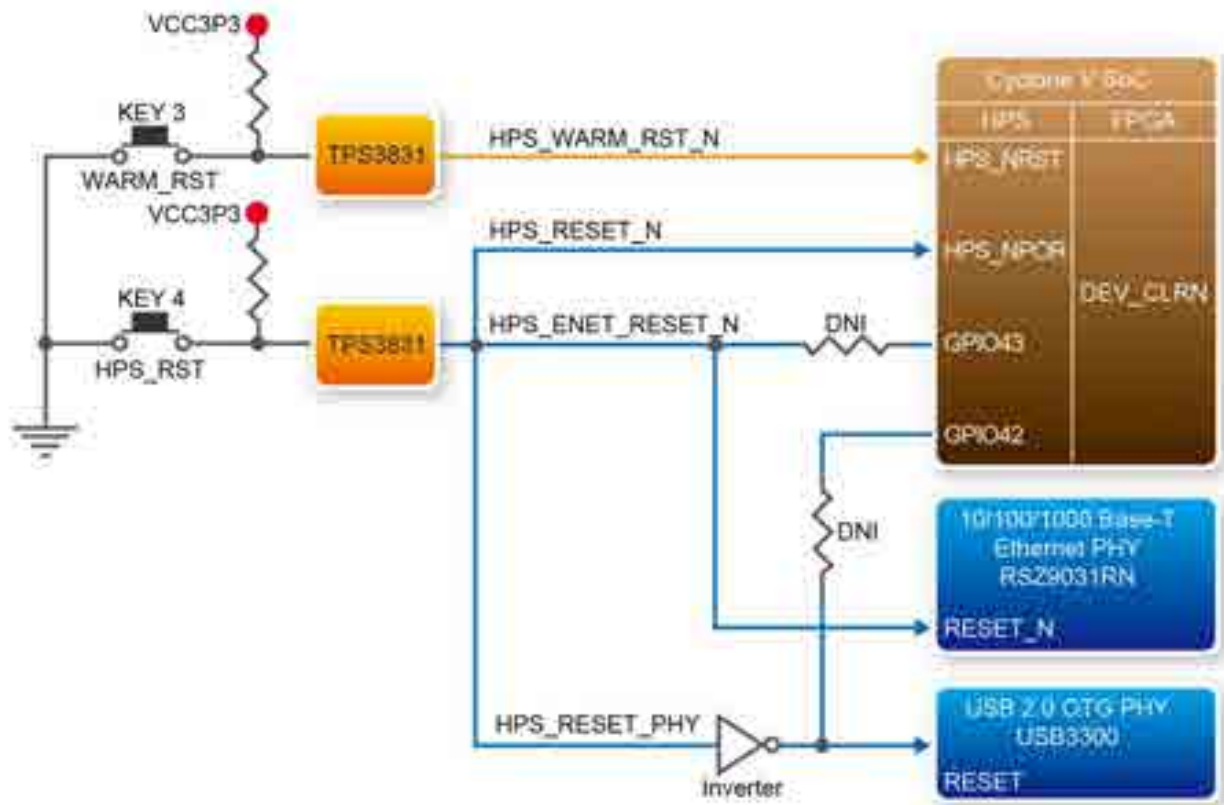 VCC3P3
KEY 3
WARM_RST
TPS3831
HPS_WARM_RST_N
VCC3P3
KEY 4
HPS_RST
TPS3831
HPS_RESET_N
HPS_ENET_RESET_N
DNI
DNI
HPS_RESET_PHY
Inverter
Cyclone V SoC
HPS
FPGA
HPS_NRST
HPS_NPOR
DEV_CLRN
GPIO43
GPIO42
10/100/1000 Base-T
Ethernet PHY
RSZ9031RN
RESET_N
USB 2.0 OTG PHY
USB3300
RESET